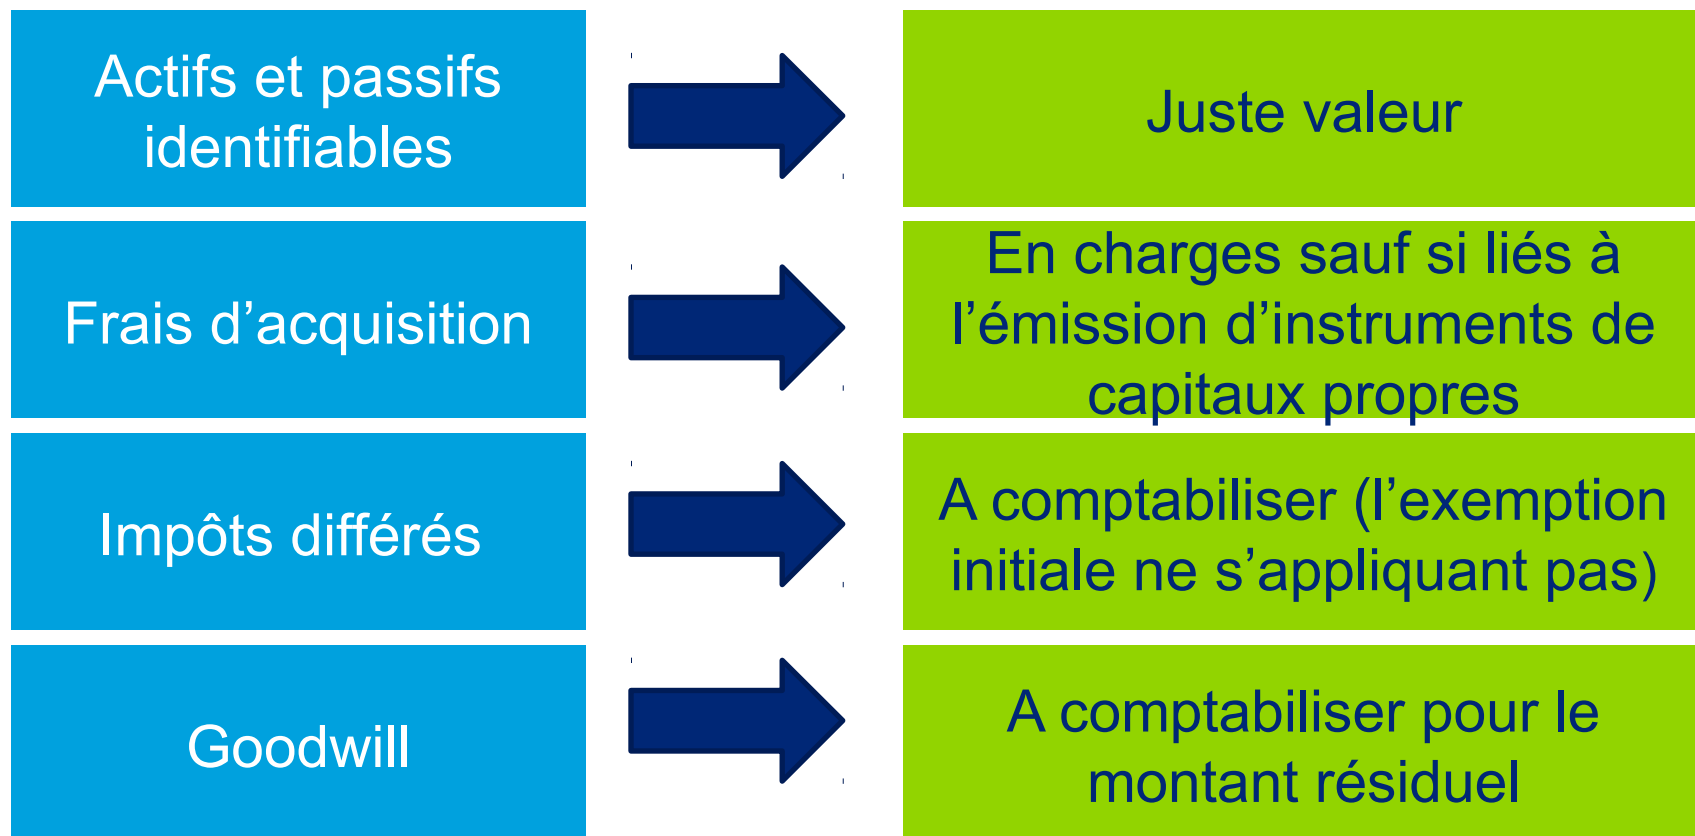 Actifs et passifs
identifiables
Juste valeur
Frais d’acquisition
En charges sauf si liés à
l’émission d’instruments de
capitaux propres
Impôts différés
A comptabiliser (l’exemption
initiale ne s’appliquant pas)
Goodwill
A comptabiliser pour le
montant résiduel